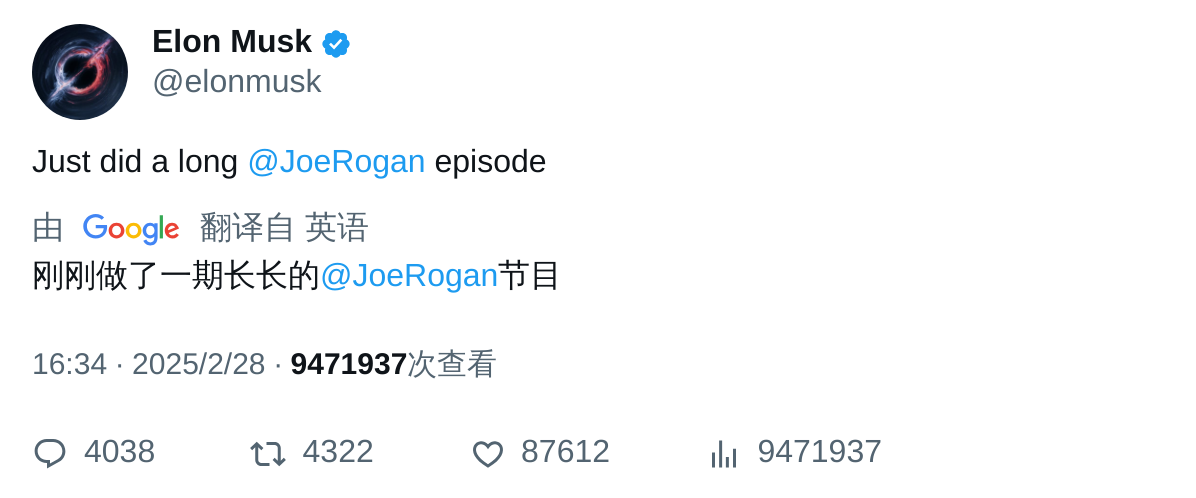 Elon Musk
@elonmusk
Just did a long @JoeRogan episode
由 Google 翻译自 英语
刚刚做了一期长长的@JoeRogan节目
16:34 · 2025/2/28 · 9471937次查看
4038 4322 87612 9471937